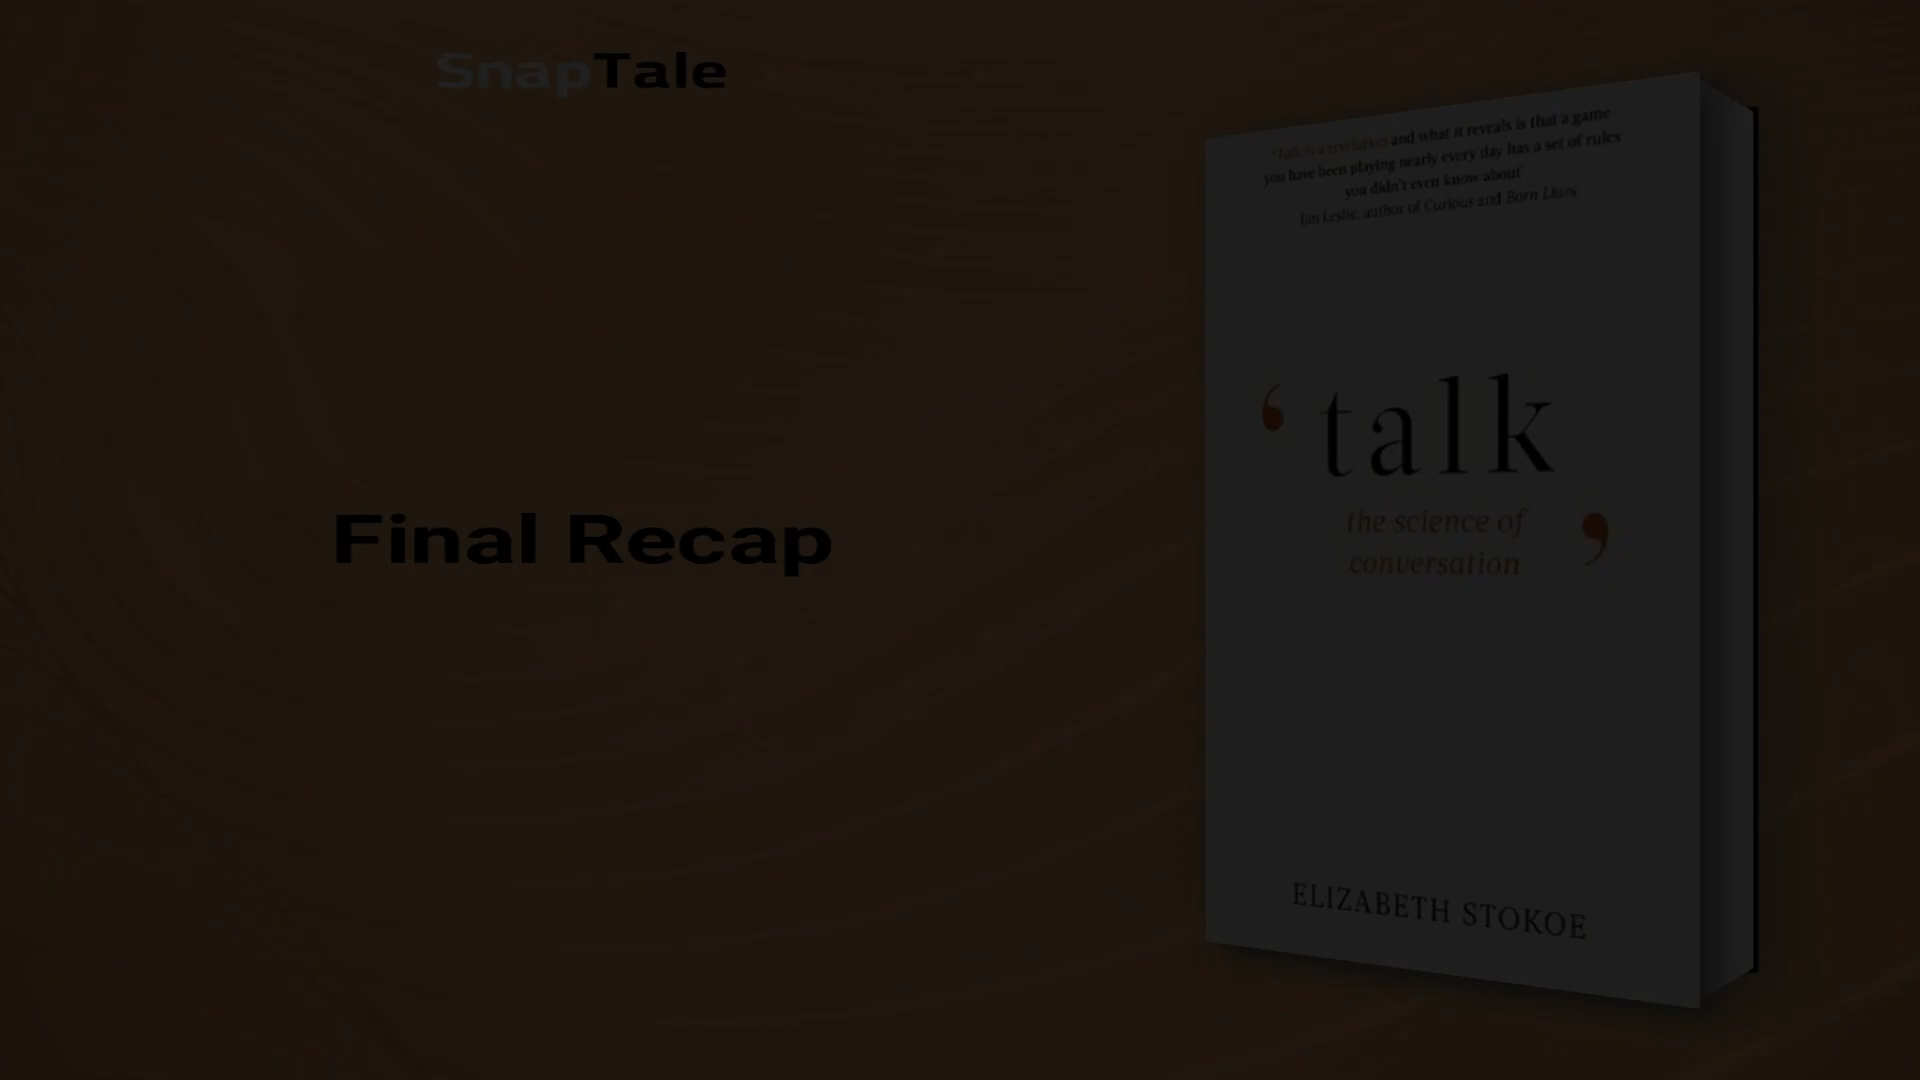 SnapTale
Final Recap
'Talk is a revelation and what it reveals is that a game
you have been playing nearly every day has a set of rules
you didn't even know about'
Ian Leslie, author of Curious and Born Liars
‘talk
the science of
conversation’
ELIZABETH STOKOE